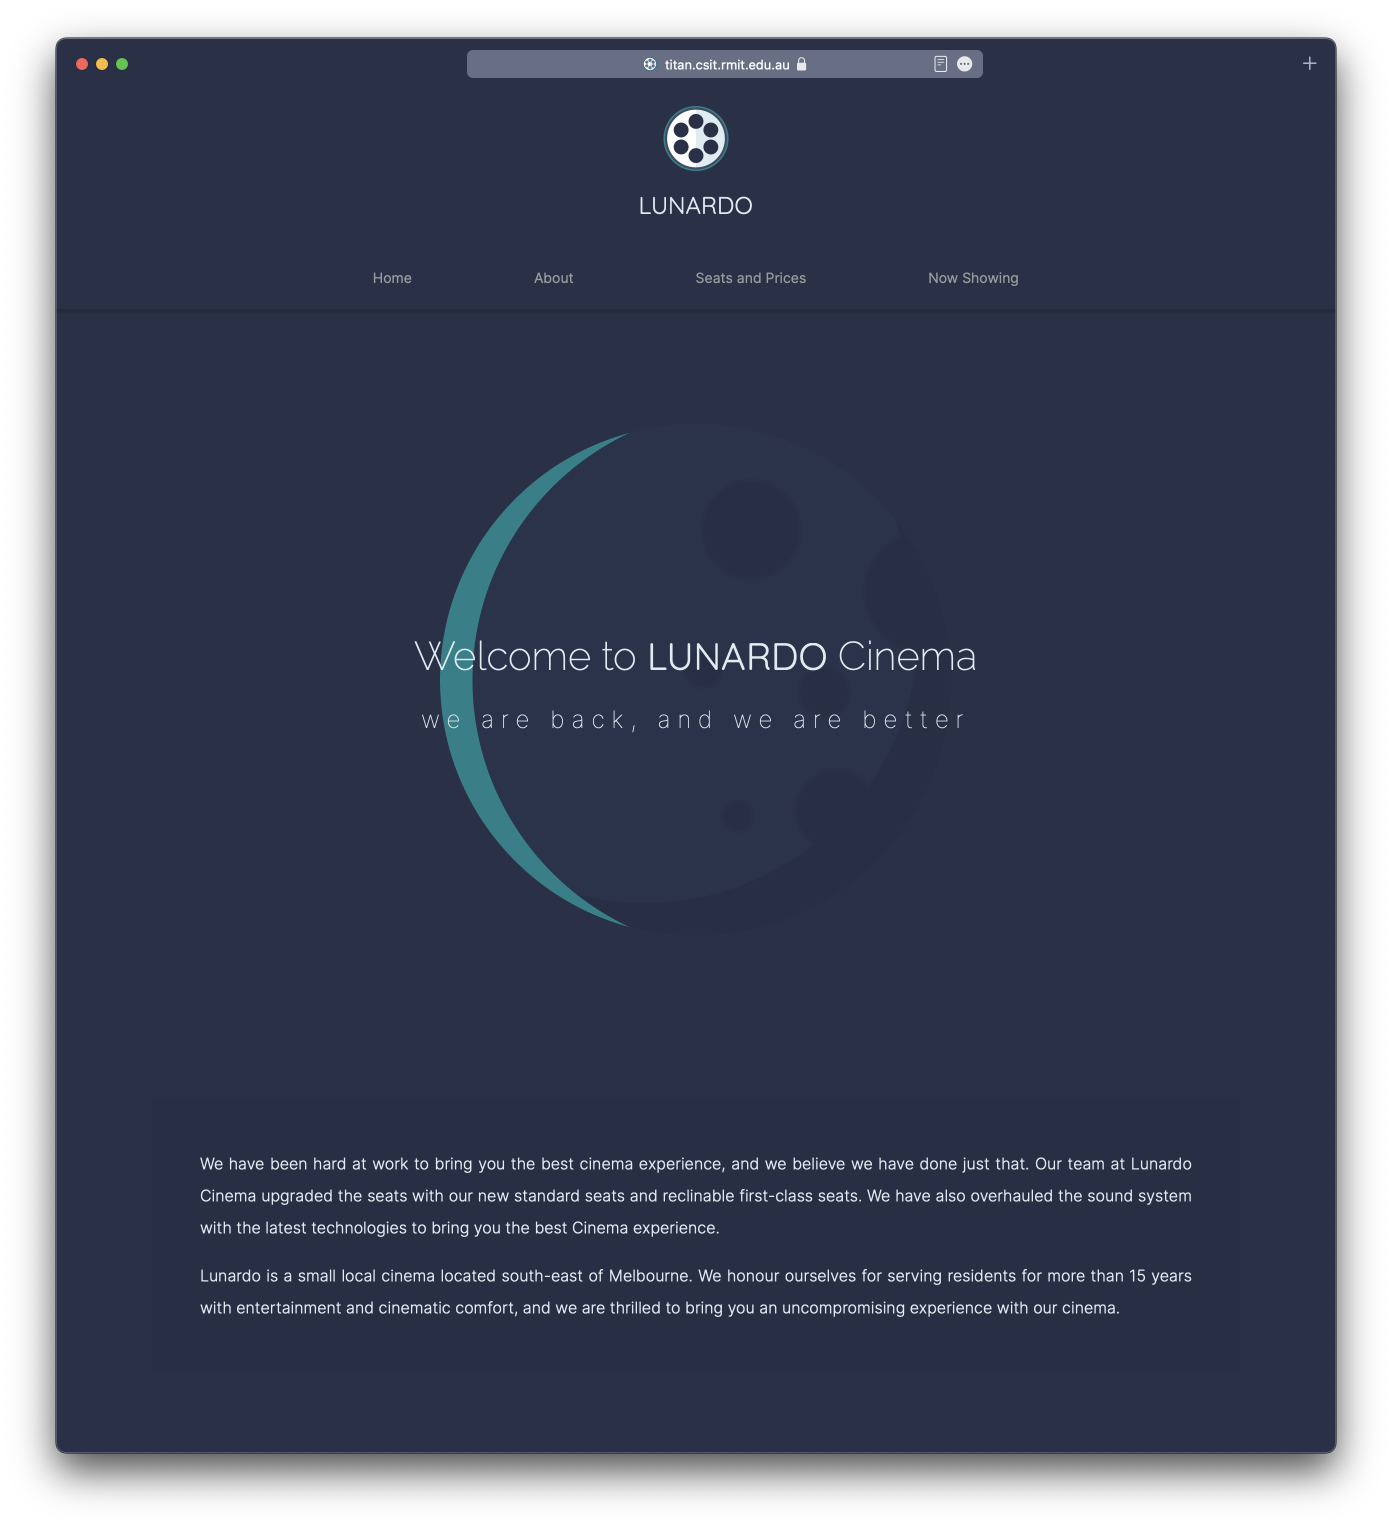 titan.csit.rmit.edu.au
LUNARDO
Home About Seats and Prices Now Showing
Welcome to LUNARDO Cinema
we are back, and we are better
We have been hard at work to bring you the best cinema experience, and we believe we have done just that. Our team at Lunardo
Cinema upgraded the seats with our new standard seats and reclinable first-class seats. We have also overhauled the sound system
with the latest technologies to bring you the best Cinema experience.
Lunardo is a small local cinema located south-east of Melbourne. We honour ourselves for serving residents for more than 15 years
with entertainment and cinematic comfort, and we are thrilled to bring you an uncompromising experience with our cinema.